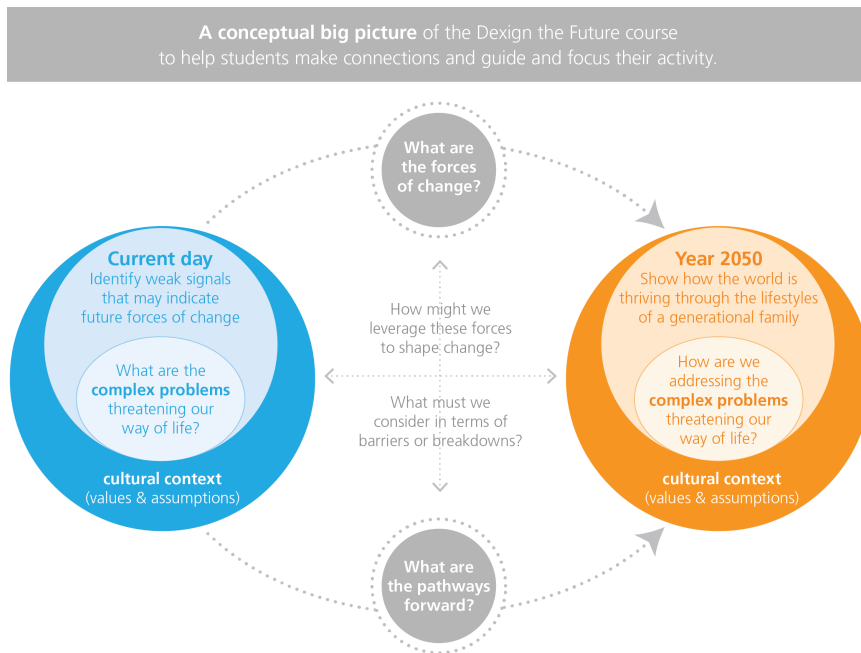 A conceptual big picture of the Dexign the Future course
to help students make connections and guide and focus their activity.
What are
the forces
of change?
Current day
Identify weak signals
that may indicate
future forces of change
What are the
complex problems
threatening our
way of life?
cultural context
(values & assumptions)
How might we
leverage these forces
to shape change?
What must we
consider in terms of
barriers or breakdowns?
Year 2050
Show how the world is
thriving through the lifestyles
of a generational family
How are we
addressing the
complex problems
threatening our
way of life?
cultural context
(values & assumptions)
What are
the pathways
forward?